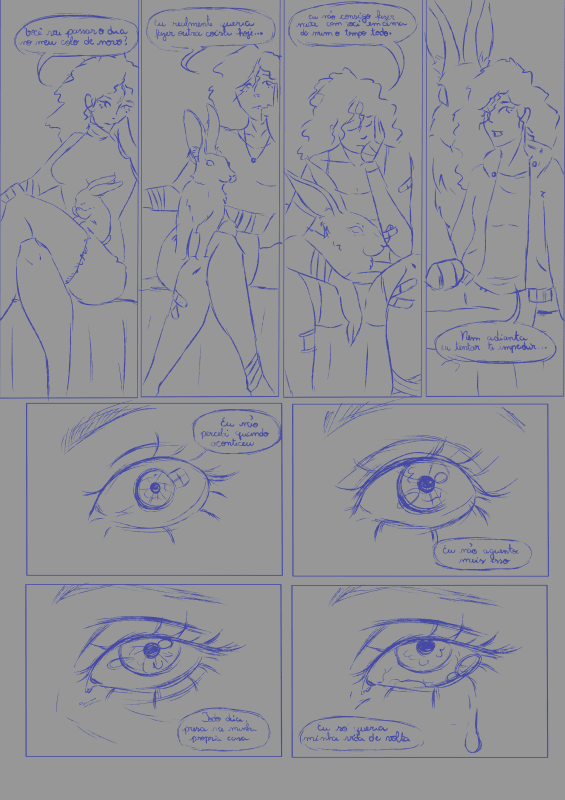 Você vai passar o dia
no meu colo de novo?
Eu realmente queria
fazer outra coisa hoje...
eu não consigo fazer
nada com você em cima
de mim o tempo todo.
Nem adianta
eu tentar te impedir...
Eu não
percebi quando
aconteceu
Eu não aguento
mais isso
Todo dia
presa na minha
própria casa
Eu só queria
minha vida de volta